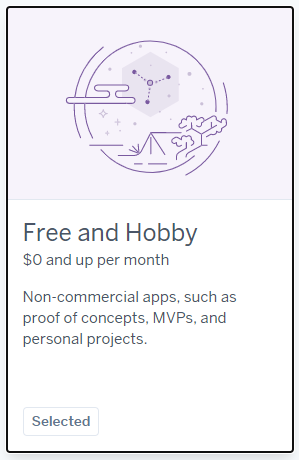 Free and Hobby
$0 and up per month
Non-commercial apps, such as
proof of concepts, MVPs, and
personal projects.
Selected